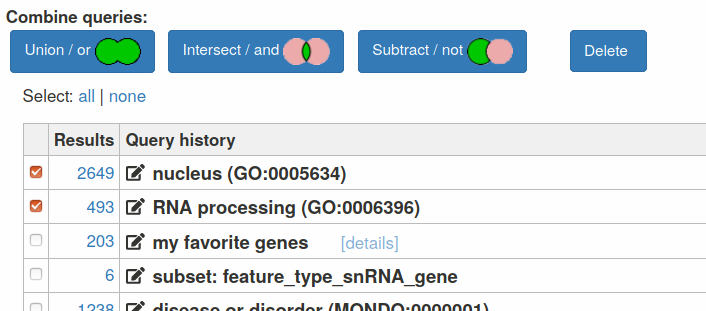 Combine queries:
Union / or Intersect / and Subtract / not Delete
Select: all | none
Results Query history
2649 nucleus (GO:0005634)
493 RNA processing (GO:0006396)
203 my favorite genes [details]
6 subset: feature_type_snRNA_gene
1238 disease or disorder (MONDO:0000001)